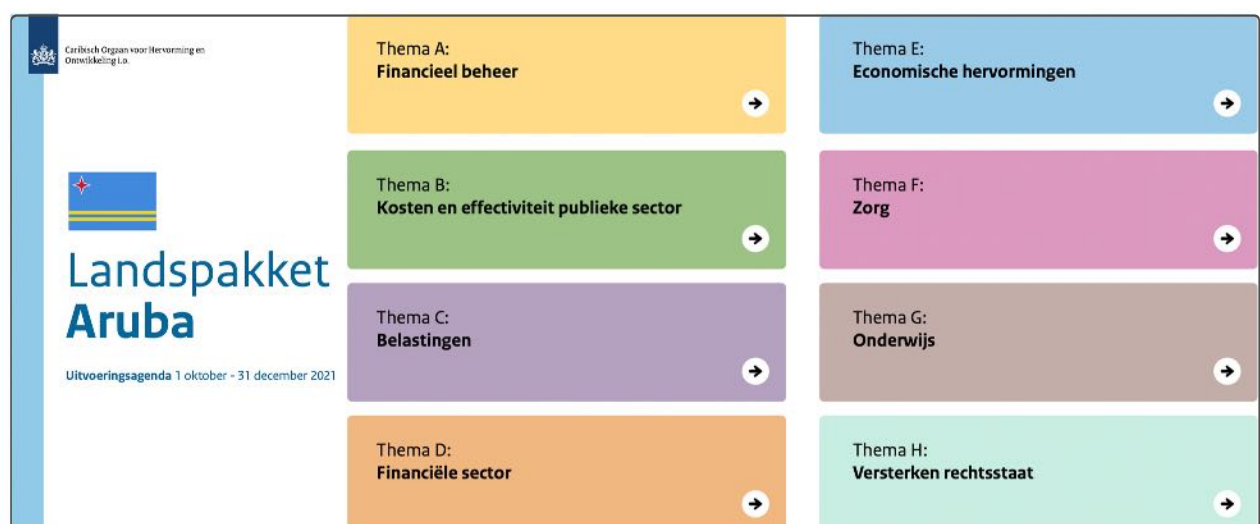 Caribisch Orgaan voor Hervorming en
Ontwikkeling i.o.
Landspakket
Aruba
Uitvoeringsagenda 1 oktober - 31 december 2021
Thema A:
Financieel beheer
Thema B:
Kosten en effectiviteit publieke sector
Thema C:
Belastingen
Thema D:
Financiële sector
Thema E:
Economische hervormingen
Thema F:
Zorg
Thema G:
Onderwijs
Thema H:
Versterken rechtsstaat